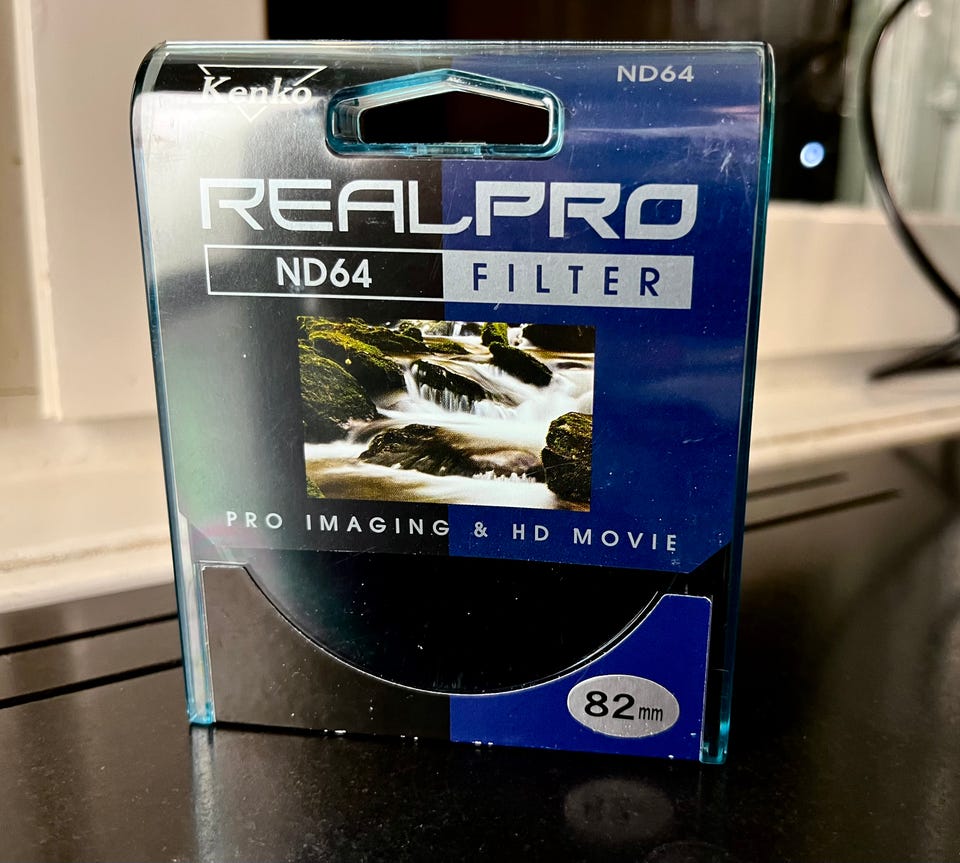 Kenko
ND64
REALPRO
ND64 FILTER
PRO IMAGING & HD MOVIE
82mm